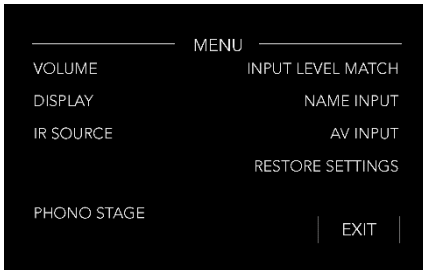 MENU
VOLUME INPUT LEVEL MATCH
DISPLAY NAME INPUT
IR SOURCE AV INPUT
RESTORE SETTINGS
PHONO STAGE
EXIT